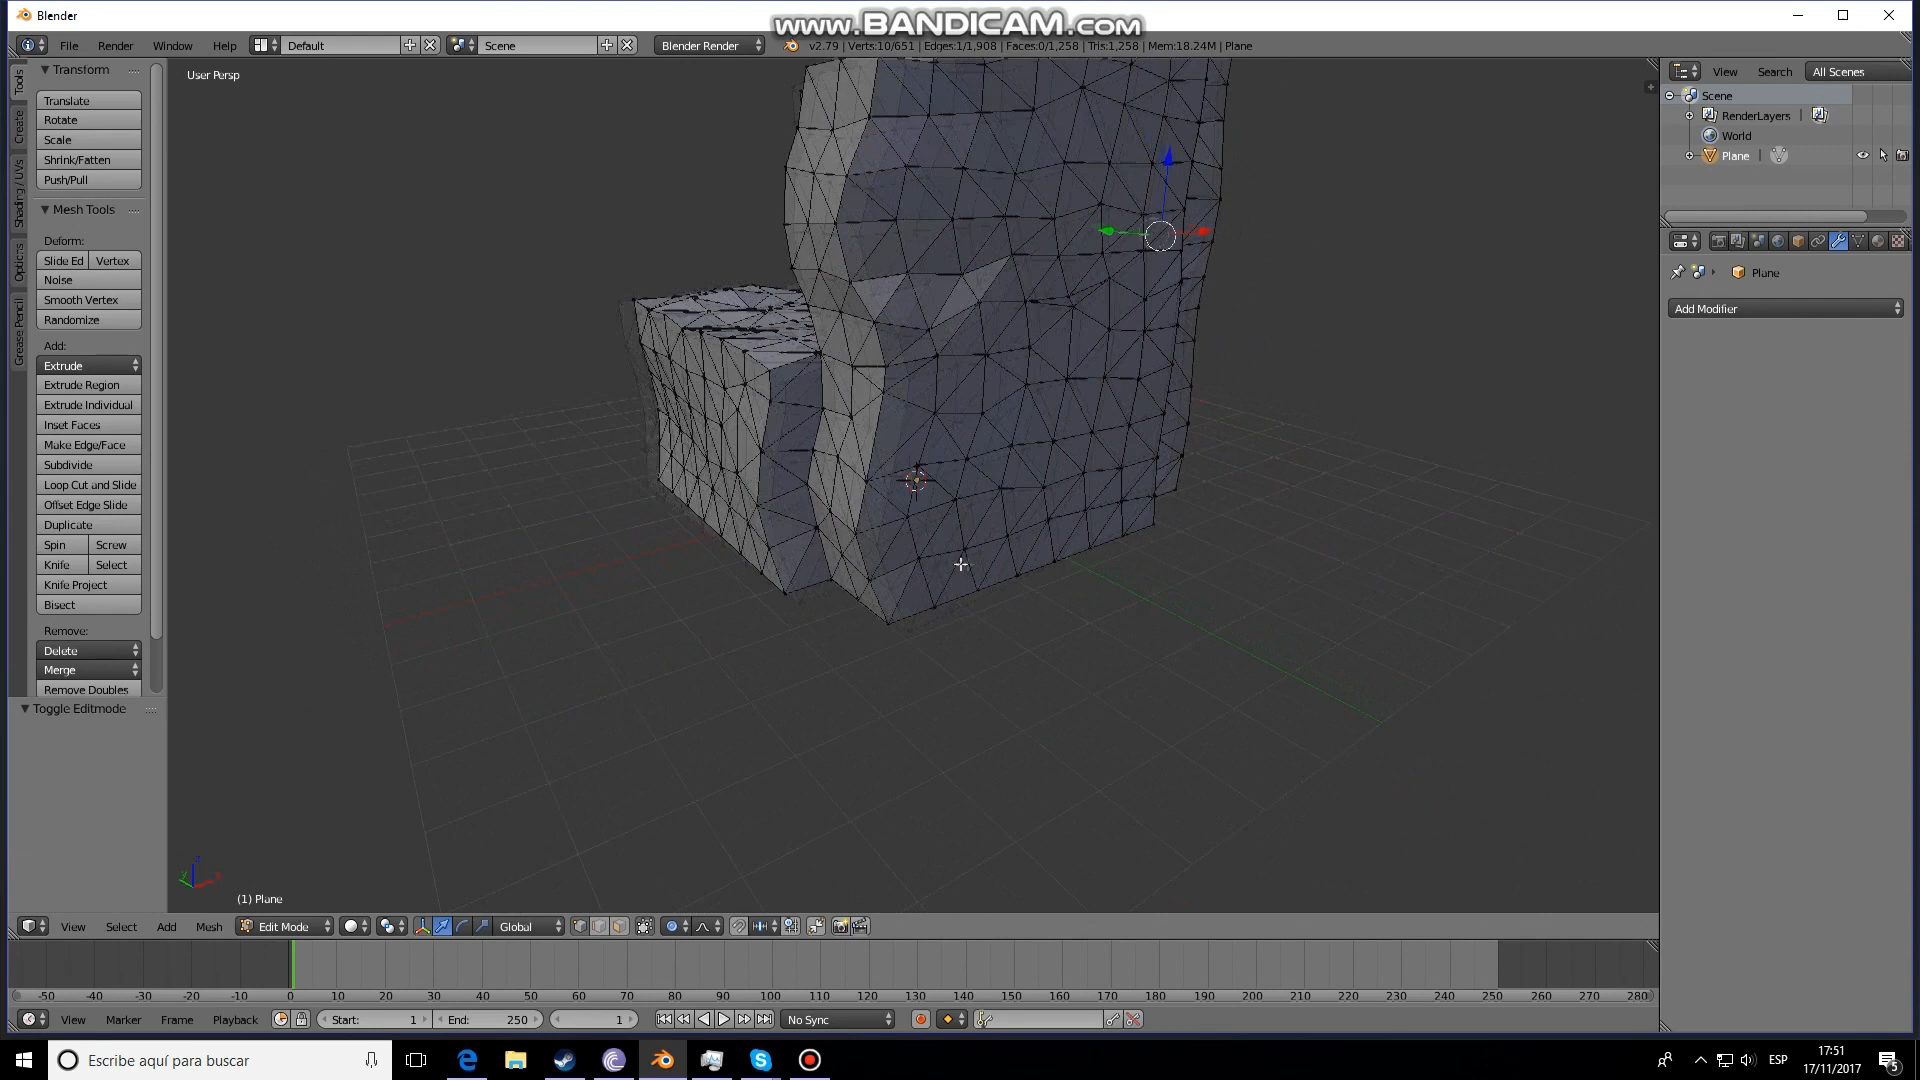 Blender
www.BANDICAM.com
File Render Window Help Default Scene Blender Render v2.79 | Verts:10/651 | Edges:1/1,908 | Faces:0/1,258 | Tris:1,258 | Mem:18.24M | Plane
Transform
User Persp
View Search All Scenes
Tools
Create
Shading / UVs
Options
Grease Pencil
Translate
Rotate
Scale
Shrink/Fatten
Push/Pull
Mesh Tools
Deform:
Slide Ed Vertex
Noise
Smooth Vertex
Randomize
Add:
Extrude
Extrude Region
Extrude Individual
Inset Faces
Make Edge/Face
Subdivide
Loop Cut and Slide
Offset Edge Slide
Duplicate
Spin Screw
Knife Select
Knife Project
Bisect
Remove:
Delete
Merge
Remove Doubles
Toggle Editmode
Scene
RenderLayers
World
Plane
Plane
Add Modifier
z
y
x
(1) Plane
View Select Add Mesh Edit Mode Global
-50 -40 -30 -20 -10 0 10 20 30 40 50 60 70 80 90 100 110 120 130 140 150 160 170 180 190 200 210 220 230 240 250 260 270 280
View Marker Frame Playback Start: 1 End: 250 1 No Sync
Escribe aquí para buscar
ESP
17:51
17/11/2017
5